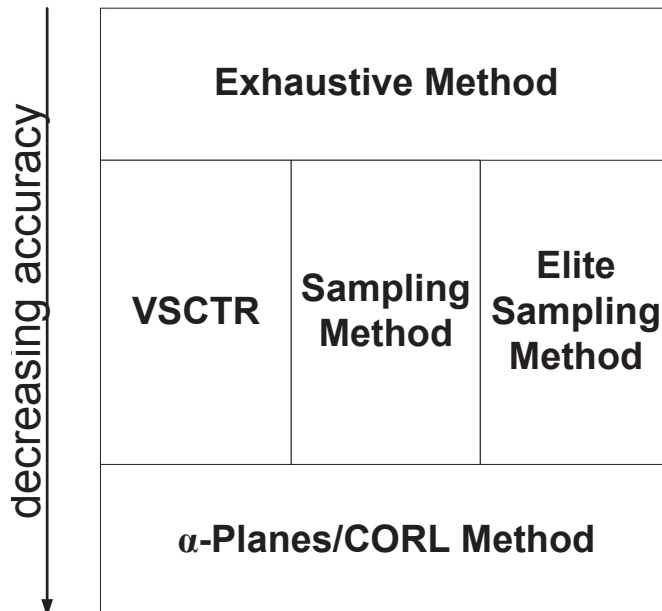 decreasing accuracy
Exhaustive Method
VSCTR
Sampling
Method
Elite
Sampling
Method
α-Planes/CORL Method